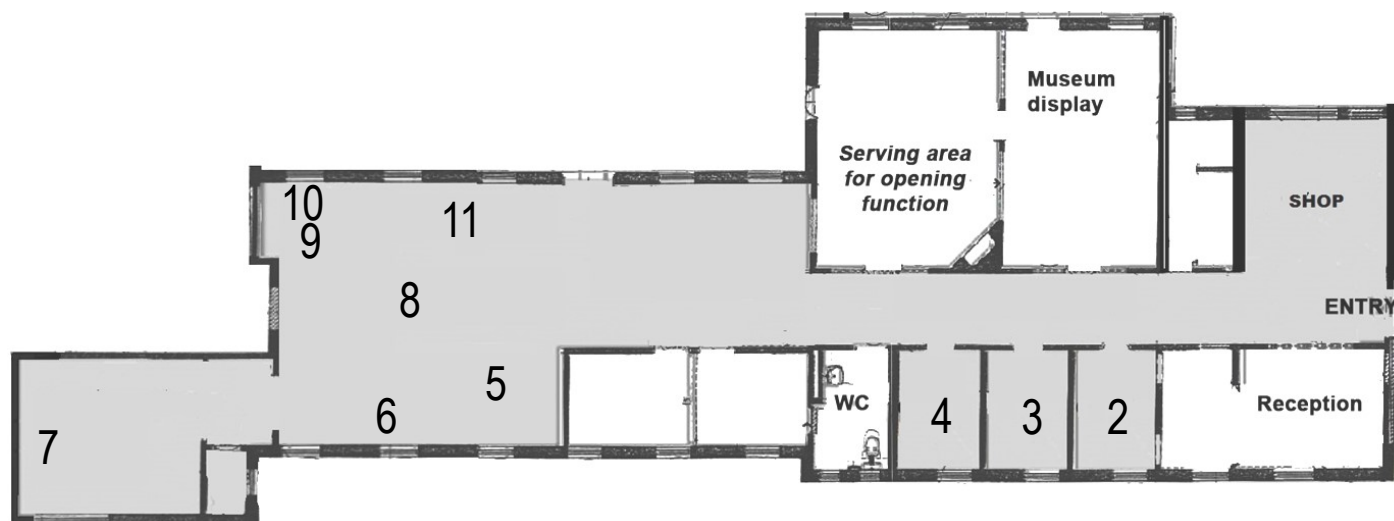 Museum
display
Serving area
for opening
function
SHOP
ENTRY
10
11
9
8
5
6
7
WC
4
3
2
Reception